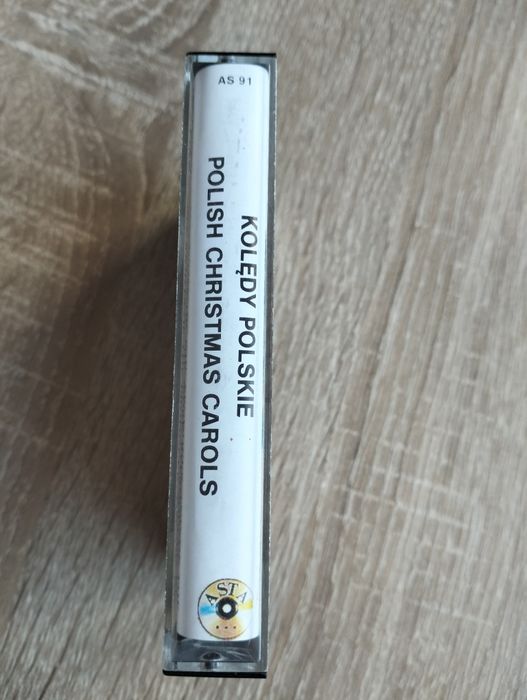 AS 91
KOLĘDY POLSKIE
POLISH CHRISTMAS CAROLS
ASTA